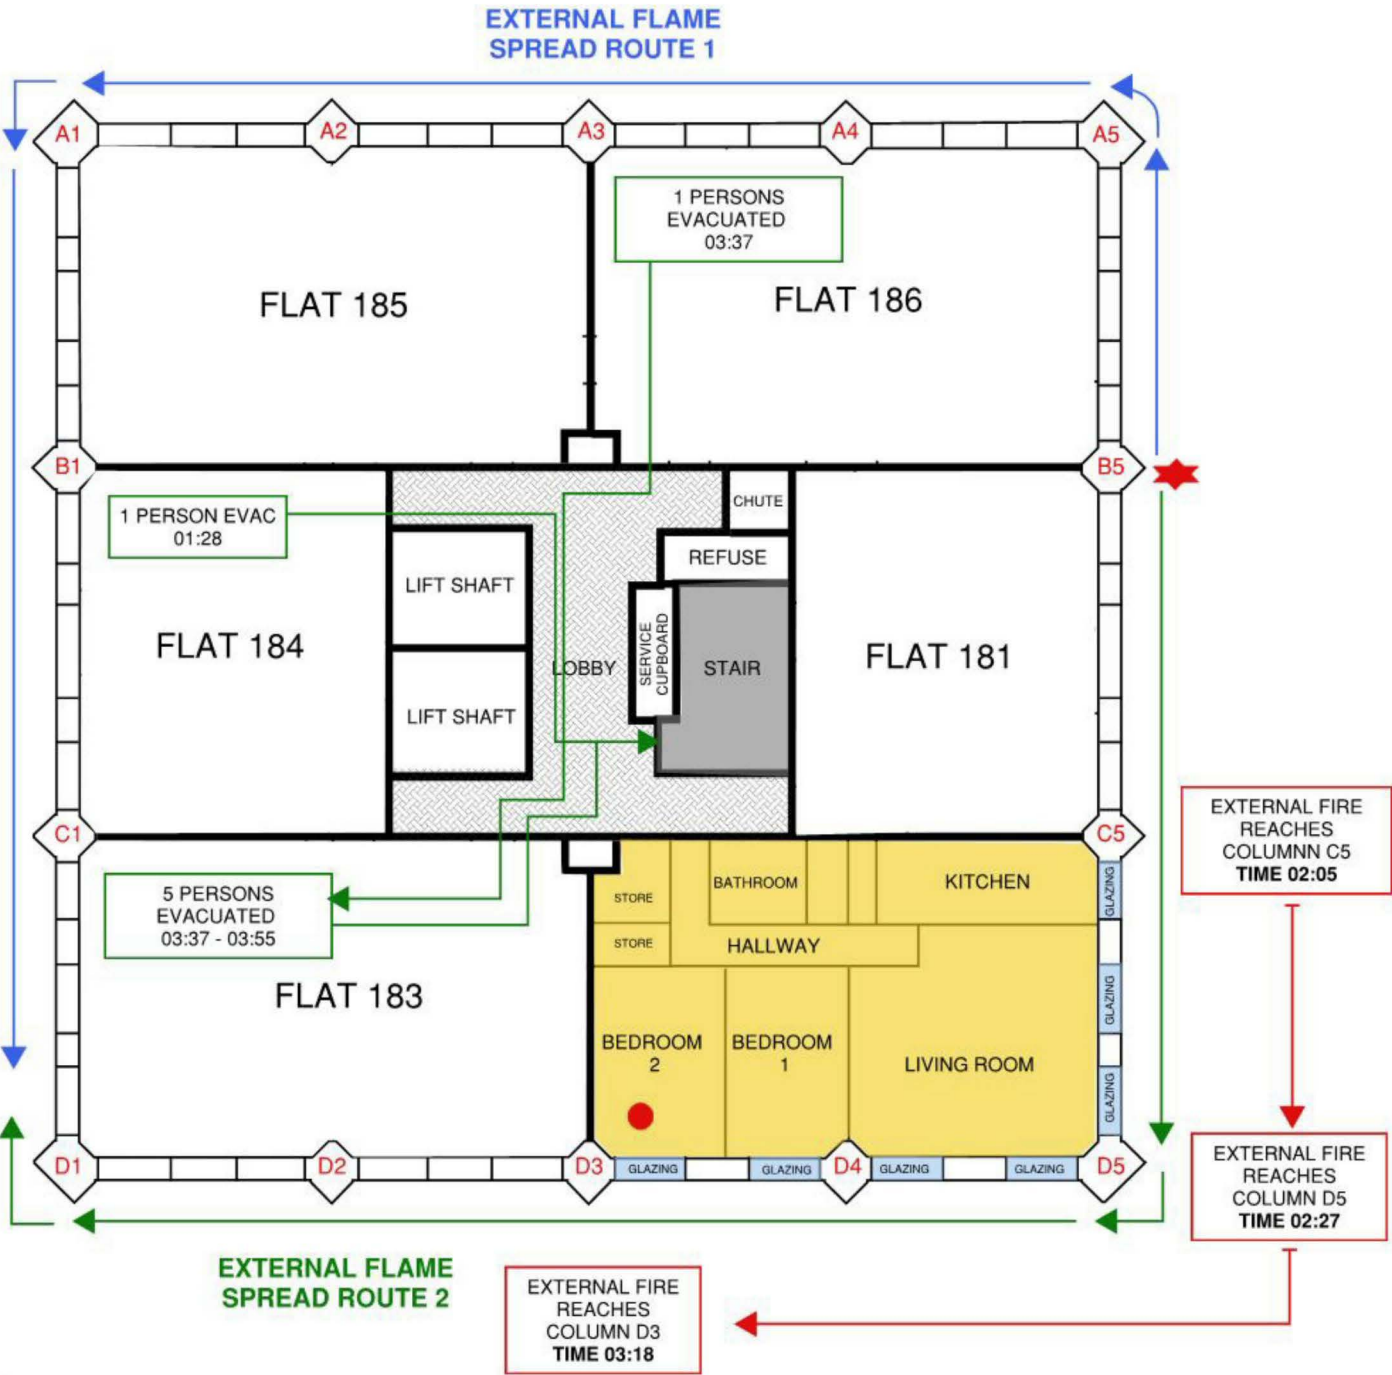 EXTERNAL FLAME
SPREAD ROUTE 1
A1
A2
A3
A4
A5
1 PERSONS
EVACUATED
03:37
FLAT 185
FLAT 186
B1
B5
1 PERSON EVAC
01:28
CHUTE
REFUSE
LIFT SHAFT
SERVICE
CUPBOARD
FLAT 184
LOBBY
STAIR
FLAT 181
LIFT SHAFT
C1
C5
EXTERNAL FIRE
REACHES
COLUMNN C5
TIME 02:05
5 PERSONS
EVACUATED
03:37 - 03:55
STORE
BATHROOM
KITCHEN
GLAZING
STORE
HALLWAY
FLAT 183
GLAZING
BEDROOM
2
BEDROOM
1
LIVING ROOM
GLAZING
D1
D2
D3
GLAZING
GLAZING
D4
GLAZING
GLAZING
D5
EXTERNAL FIRE
REACHES
COLUMN D5
TIME 02:27
EXTERNAL FLAME
SPREAD ROUTE 2
EXTERNAL FIRE
REACHES
COLUMN D3
TIME 03:18